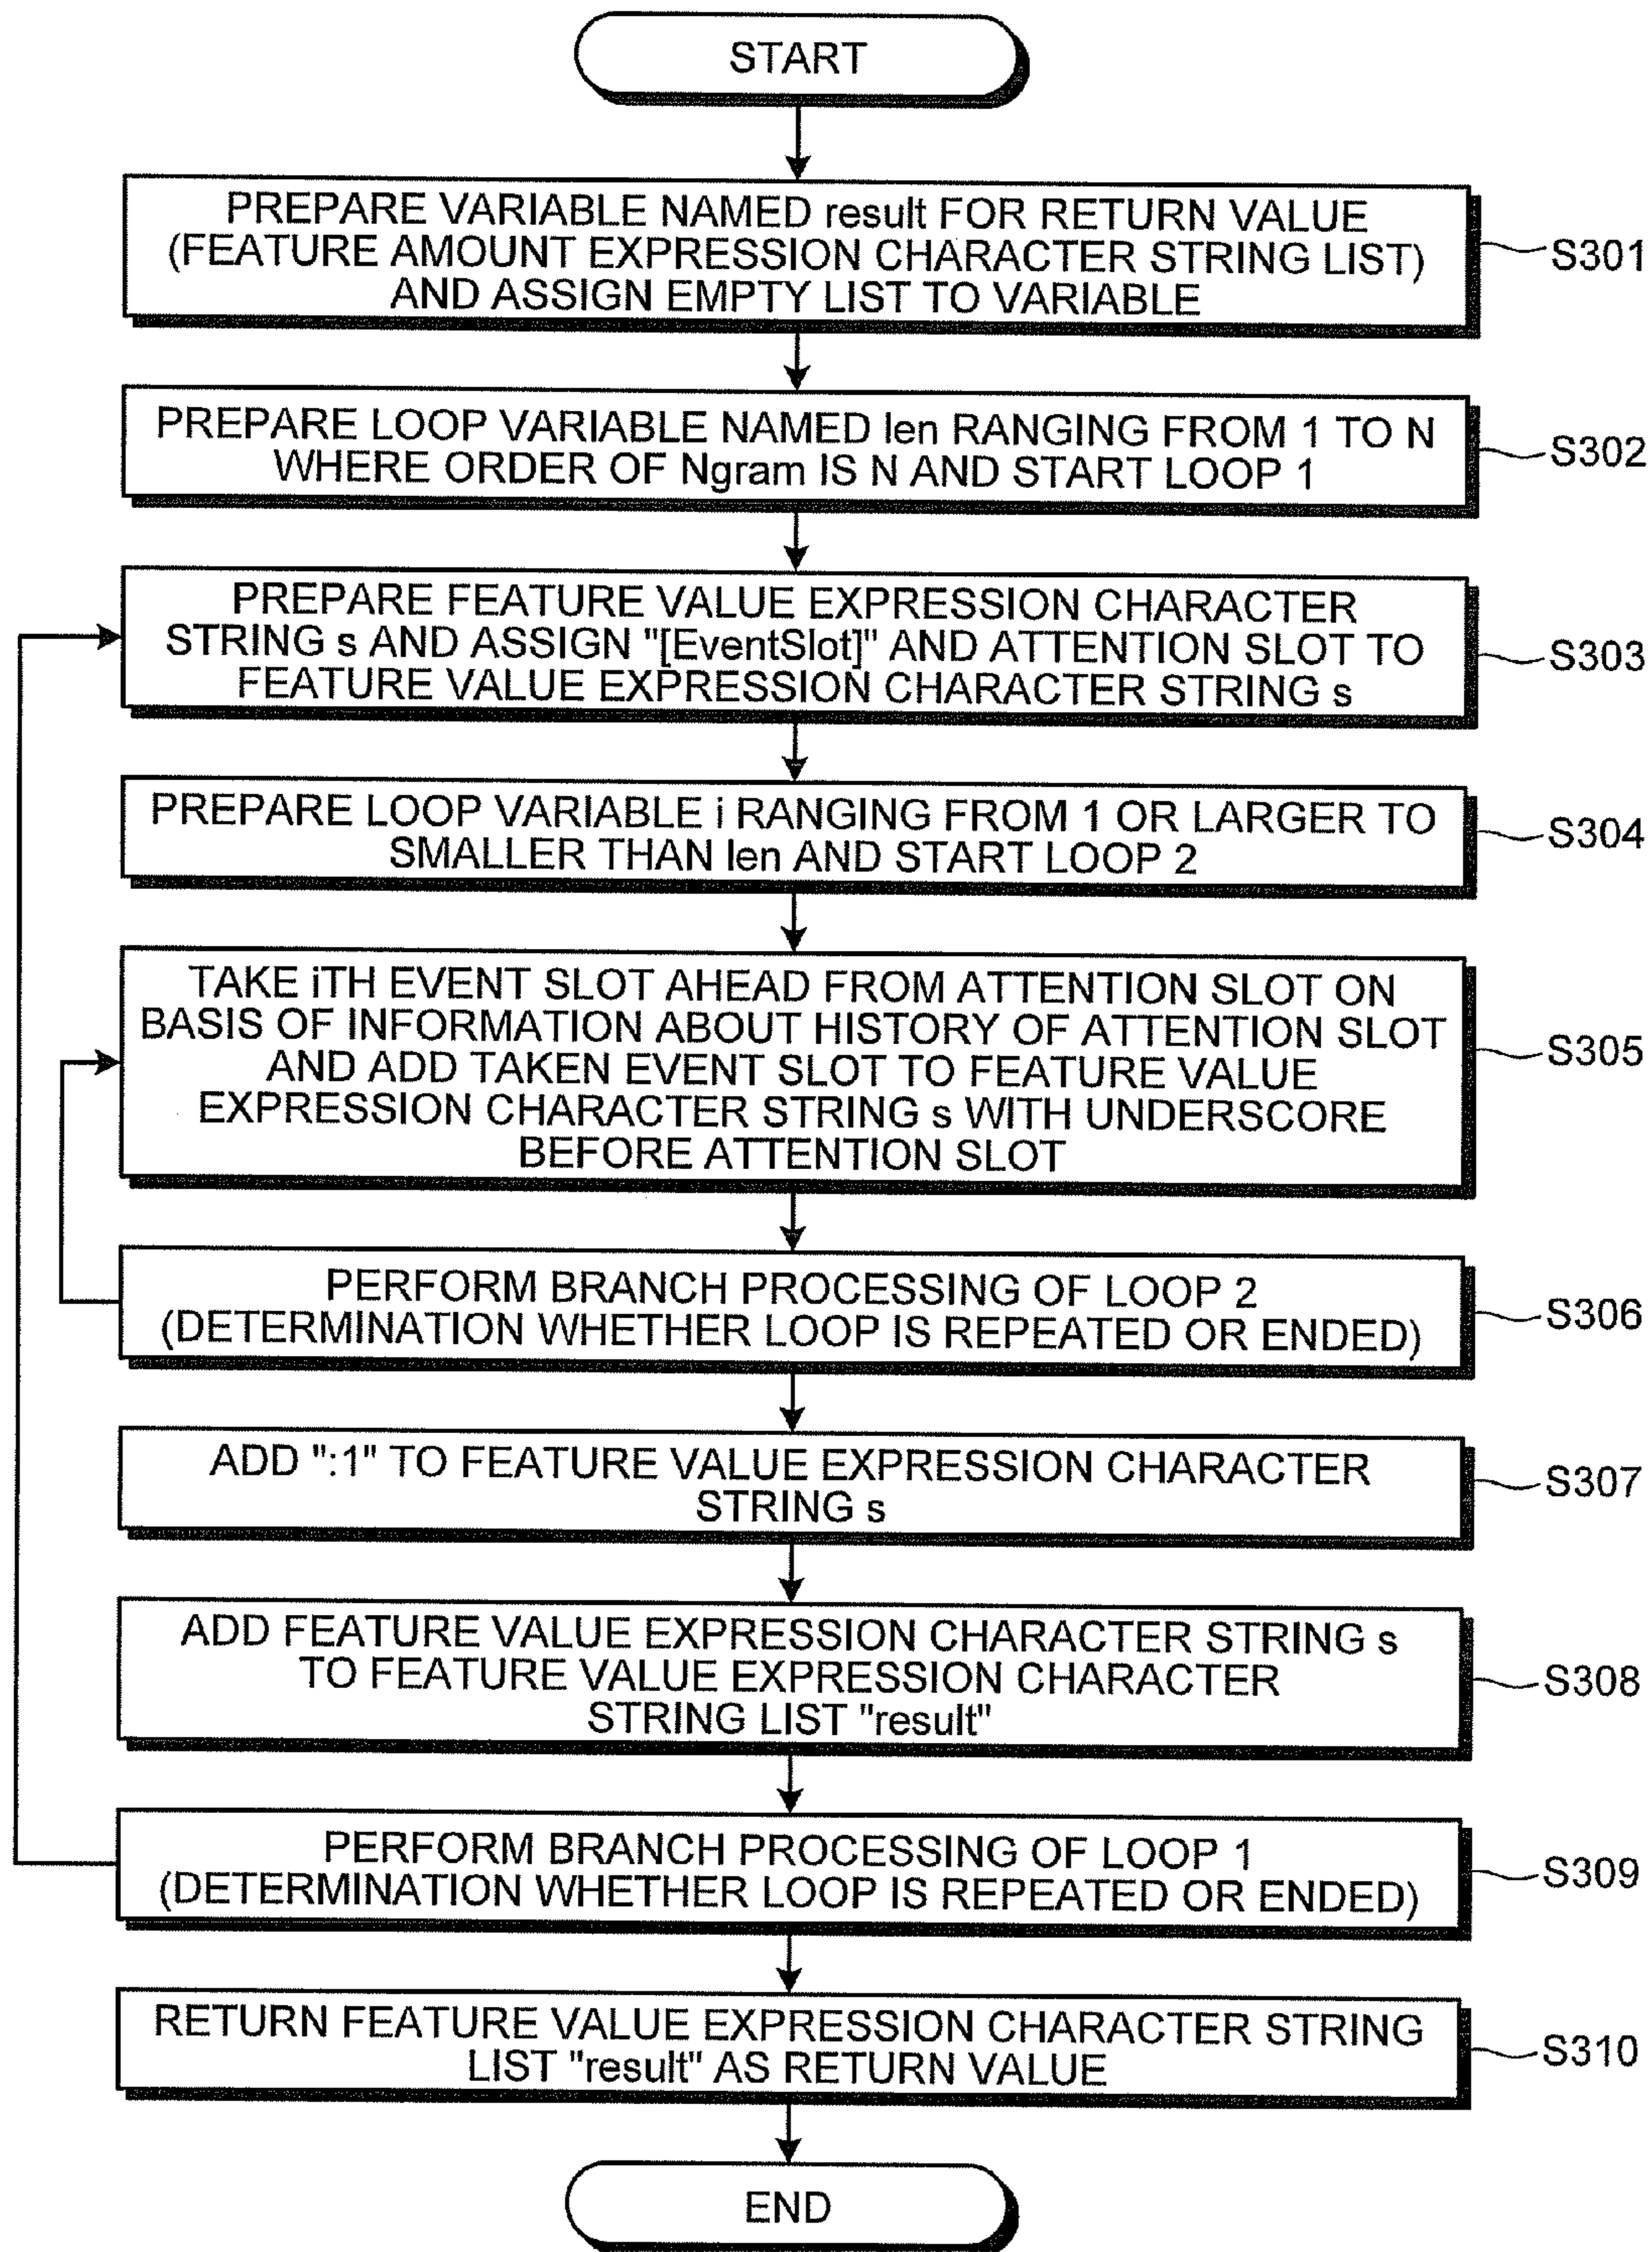 START
PREPARE VARIABLE NAMED result FOR RETURN VALUE
(FEATURE AMOUNT EXPRESSION CHARACTER STRING LIST)
AND ASSIGN EMPTY LIST TO VARIABLE
S301
PREPARE LOOP VARIABLE NAMED len RANGING FROM 1 TO N
WHERE ORDER OF Ngram IS N AND START LOOP 1
S302
PREPARE FEATURE VALUE EXPRESSION CHARACTER
STRING s AND ASSIGN "[EventSlot]" AND ATTENTION SLOT TO
FEATURE VALUE EXPRESSION CHARACTER STRING s
S303
PREPARE LOOP VARIABLE i RANGING FROM 1 OR LARGER TO
SMALLER THAN len AND START LOOP 2
S304
TAKE iTH EVENT SLOT AHEAD FROM ATTENTION SLOT ON
BASIS OF INFORMATION ABOUT HISTORY OF ATTENTION SLOT
AND ADD TAKEN EVENT SLOT TO FEATURE VALUE
EXPRESSION CHARACTER STRING s WITH UNDERSCORE
BEFORE ATTENTION SLOT
S305
PERFORM BRANCH PROCESSING OF LOOP 2
(DETERMINATION WHETHER LOOP IS REPEATED OR ENDED)
S306
ADD ":1" TO FEATURE VALUE EXPRESSION CHARACTER
STRING s
S307
ADD FEATURE VALUE EXPRESSION CHARACTER STRING s
TO FEATURE VALUE EXPRESSION CHARACTER
STRING LIST "result"
S308
PERFORM BRANCH PROCESSING OF LOOP 1
(DETERMINATION WHETHER LOOP IS REPEATED OR ENDED)
S309
RETURN FEATURE VALUE EXPRESSION CHARACTER STRING
LIST "result" AS RETURN VALUE
S310
END